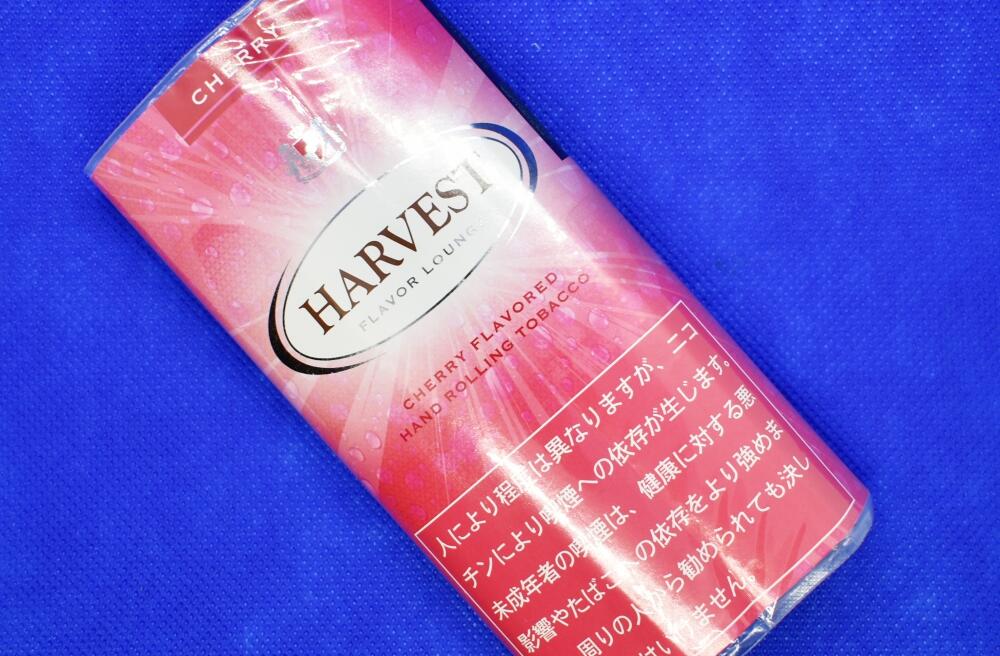 CHERRY
HARVEST
FLAVOR LOUNGE
CHERRY FLAVORED
HAND ROLLING TOBACCO
人により程度は異なりますが、ニコ
チンにより喫煙への依存が生じます。
未成年者の喫煙は、健康に対する悪
影響やたばこへの依存をより強めま
周りの人から勧められても決し
はいけません。